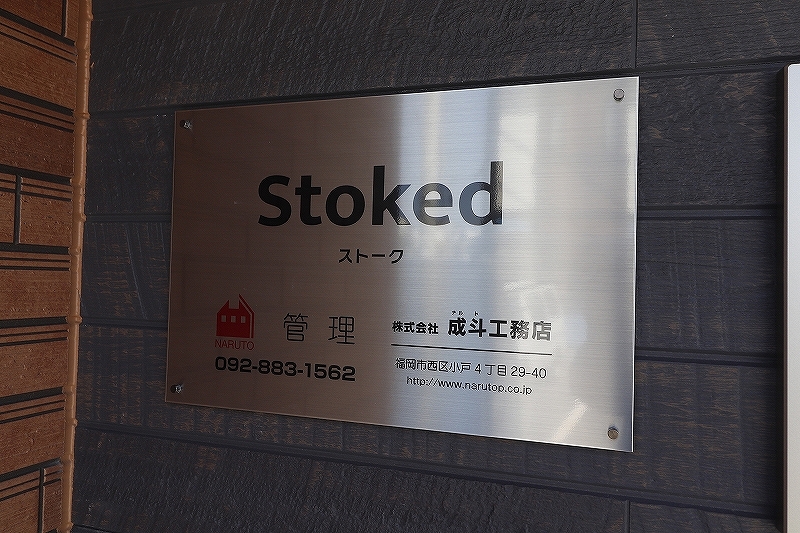 Stoked
ストーク
NARUTO
管理
092-883-1562
ナルト
株式会社 成斗工務店
福岡市西区小戸4丁目29-40
http://www.narutop.co.jp